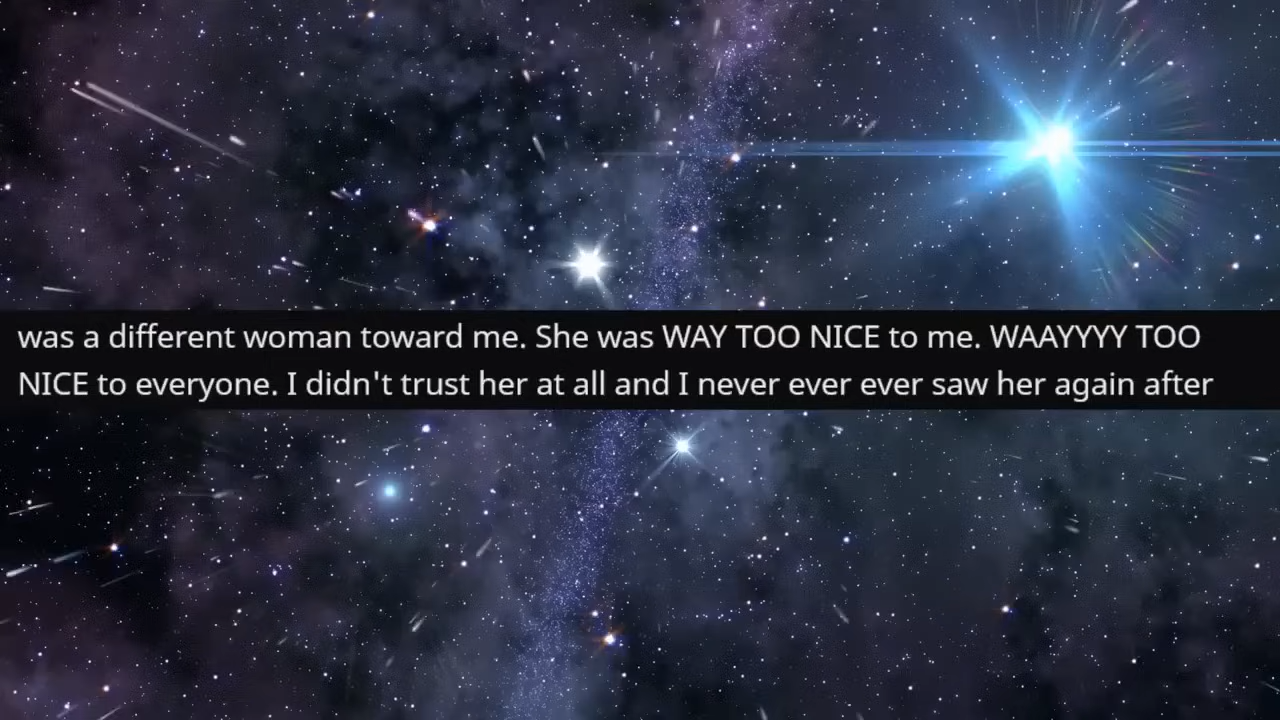 was a different woman toward me. She was WAY TOO NICE to me. WAAYYYY TOO
NICE to everyone. I didn't trust her at all and I never ever ever saw her again after